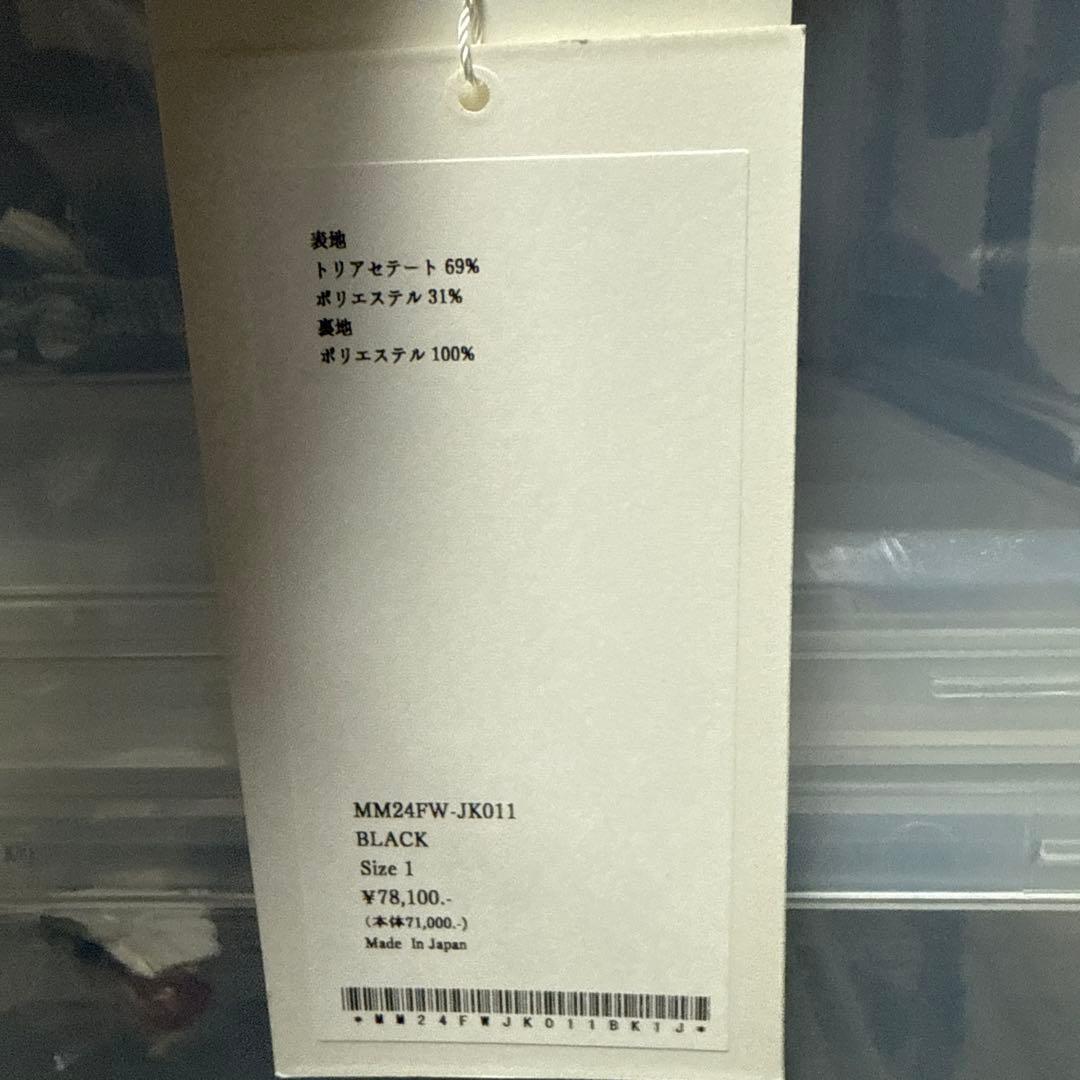 表地
トリアセテート 69%
ポリエステル 31%
裏地
ポリエステル 100%
MM24FW-JK011
BLACK
Size 1
¥78,100.-
(本体71,000.-)
Made In Japan
*MM24FWJK011BK1J*